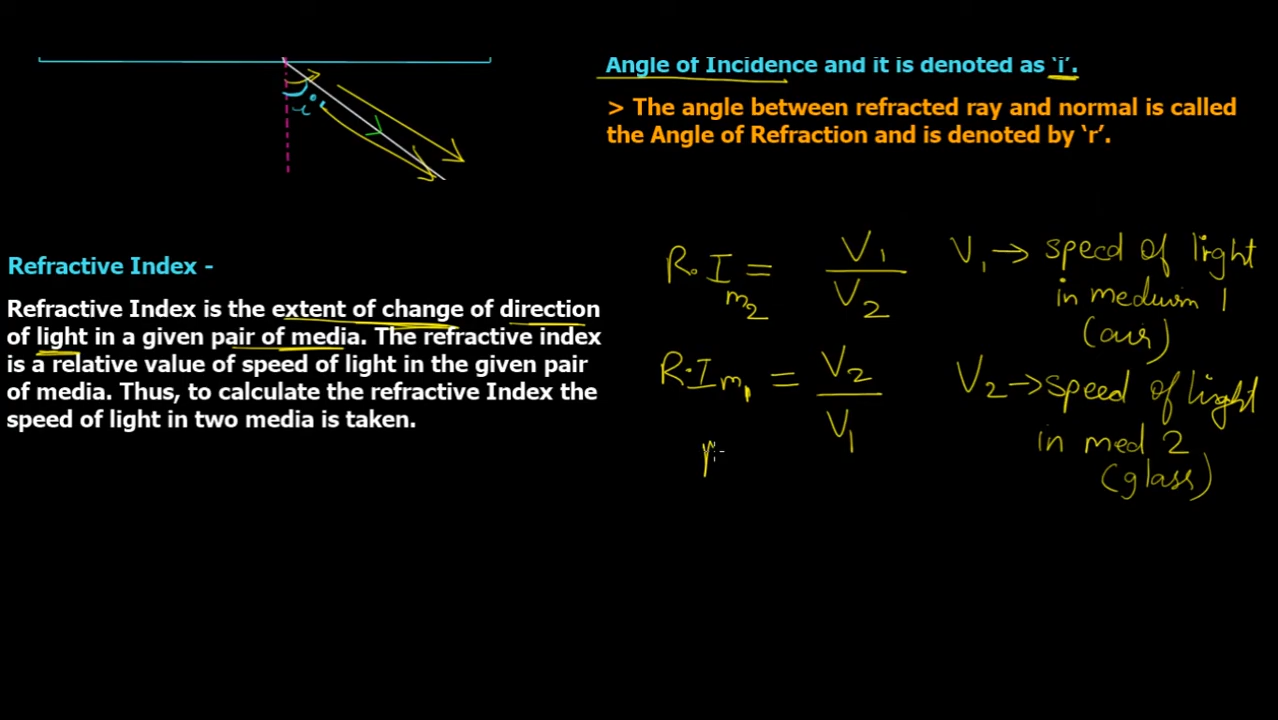 Angle of Incidence and it is denoted as ‘i’.
> The angle between refracted ray and normal is called
the Angle of Refraction and is denoted by ‘r’.
i
Refractive Index -
Refractive Index is the extent of change of direction
of light in a given pair of media. The refractive index
is a relative value of speed of light in the given pair
of media. Thus, to calculate the refractive Index the
speed of light in two media is taken.
R.I m2 = V1 / V2
V1 → speed of light
in medium 1
(air)
R.I m1 = V2 / V1
V2 → speed of light
in med 2
(glass)